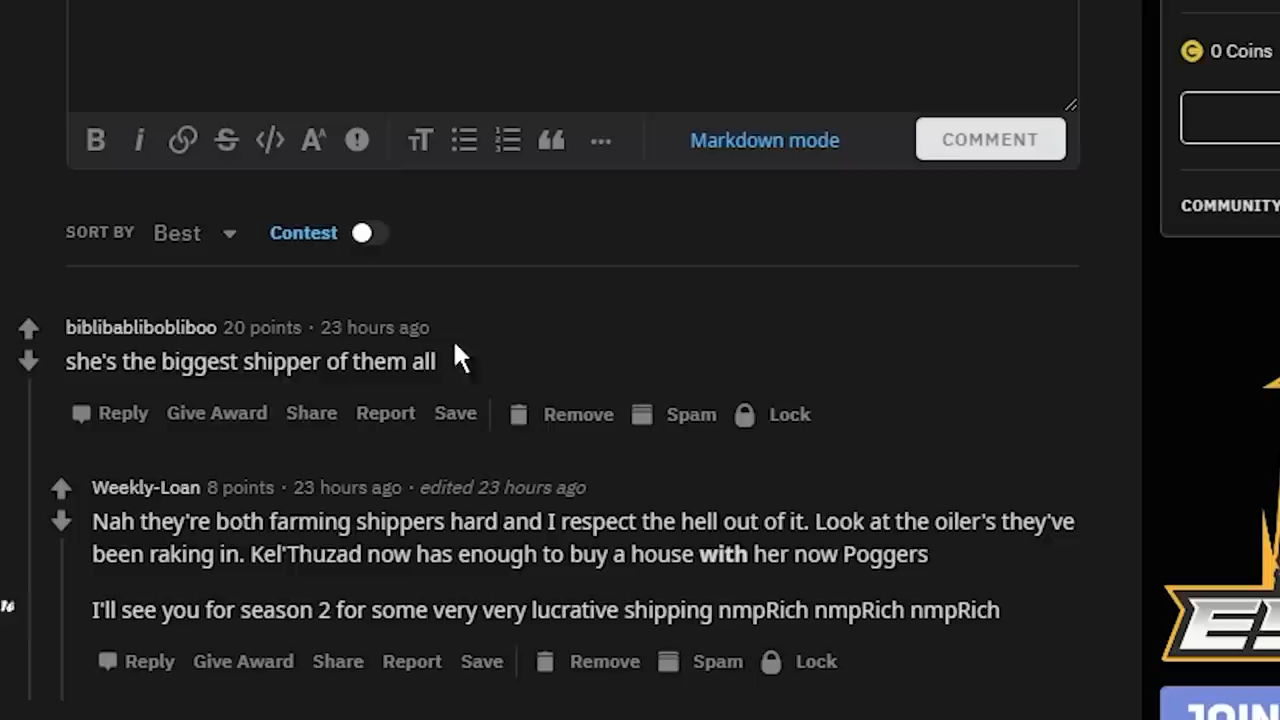 0 Coins
B i S </> A
Markdown mode
COMMENT
COMMUNITY
SORT BY Best
Contest
biblibablibobliboo 20 points · 23 hours ago
she's the biggest shipper of them all
Reply Give Award Share Report Save Remove Spam Lock
Weekly-Loan 8 points · 23 hours ago · edited 23 hours ago
Nah they're both farming shippers hard and I respect the hell out of it. Look at the oiler's they've
been raking in. Kel'Thuzad now has enough to buy a house with her now Poggers
I'll see you for season 2 for some very very lucrative shipping nmpRich nmpRich nmpRich
Reply Give Award Share Report Save Remove Spam Lock
JOIN